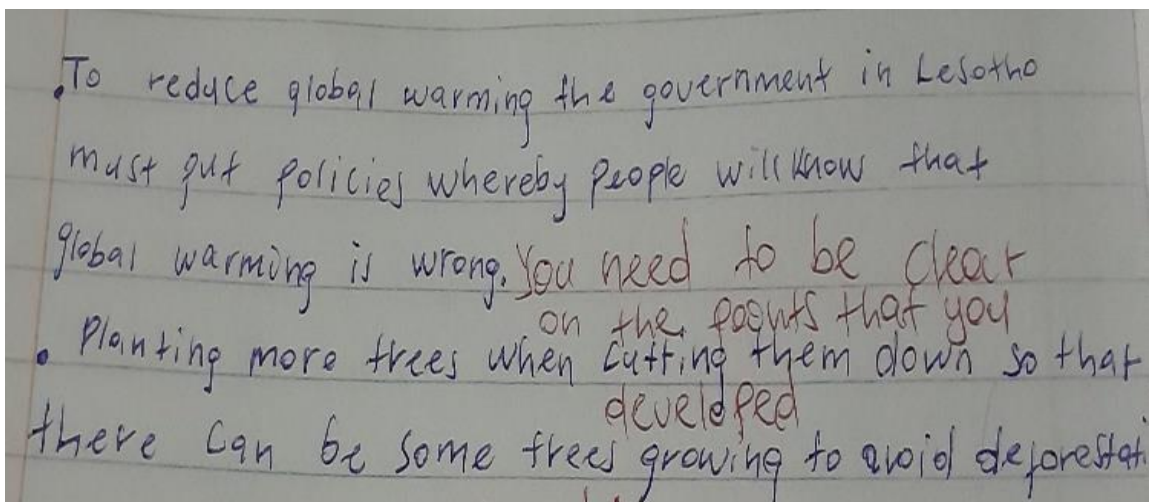 .To reduce global warming the government in Lesotho
must put policies whereby people will know that
global warming is wrong. You need to be clear
on the points that you
• Planting more trees when cutting them down so that
developed
there can be some trees growing to avoid deforestati